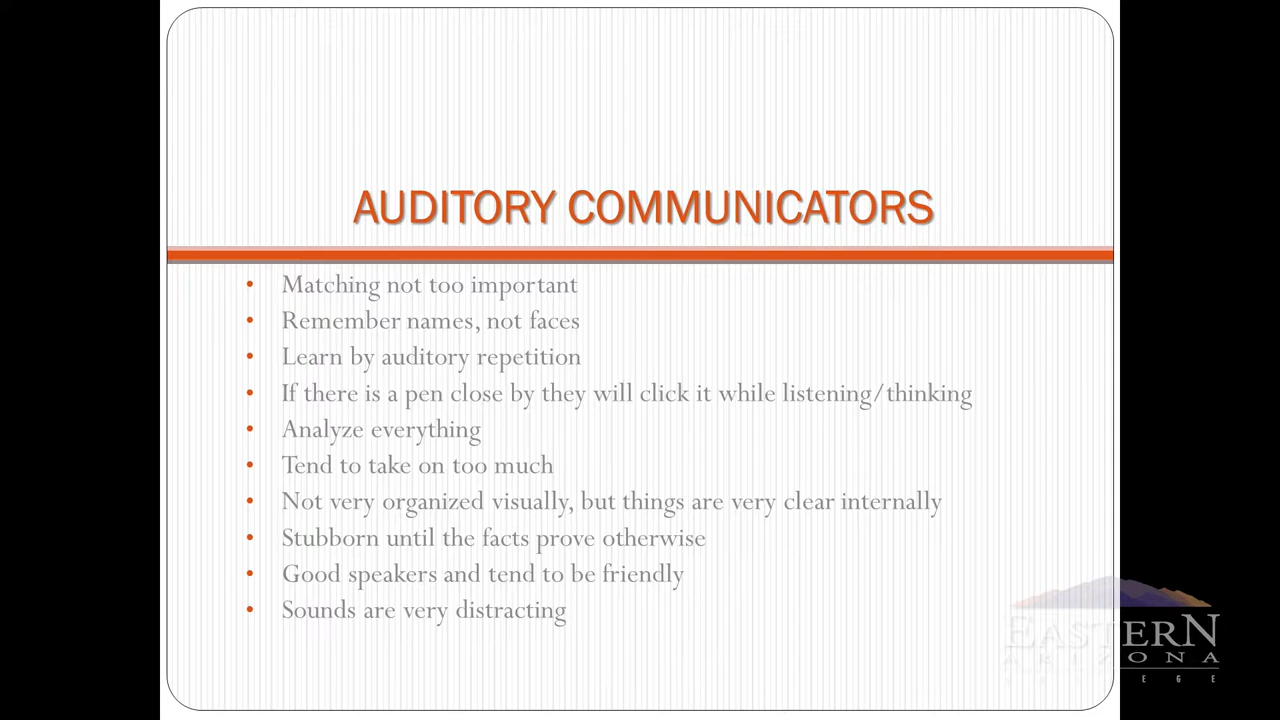 AUDITORY COMMUNICATORS
• Matching not too important
• Remember names, not faces
• Learn by auditory repetition
• If there is a pen close by they will click it while listening/thinking
• Analyze everything
• Tend to take on too much
• Not very organized visually, but things are very clear internally
• Stubborn until the facts prove otherwise
• Good speakers and tend to be friendly
• Sounds are very distracting
EASTERN
ARIZONA